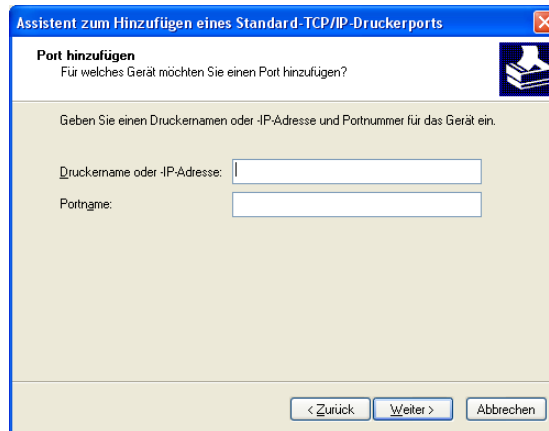 Assistent zum Hinzufügen eines Standard-TCP/IP-Druckerports
Port hinzufügen
Für welches Gerät möchten Sie einen Port hinzufügen?
Geben Sie einen Druckernamen oder -IP-Adresse und Portnummer für das Gerät ein.
Druckername oder -IP-Adresse:
Portname:
< Zurück Weiter > Abbrechen